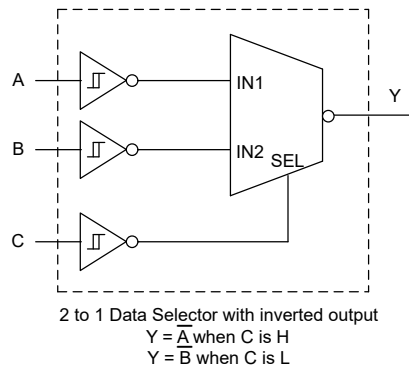 A
IN1
Y
B
IN2
SEL
C
2 to 1 Data Selector with inverted output
Y = A̅ when C is H
Y = B̅ when C is L